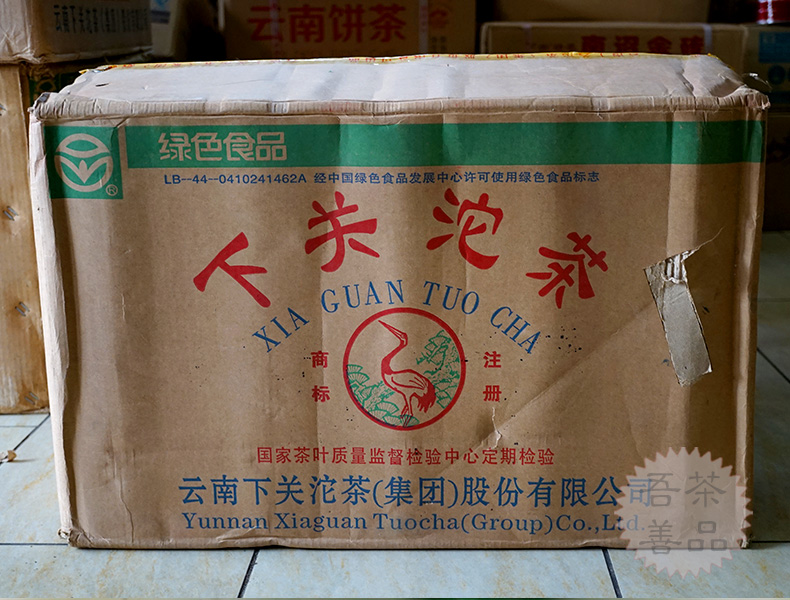 云南饼茶
绿色食品
LB--44--0410241462A 经中国绿色食品发展中心许可使用绿色食品标志
下关沱茶
XIA GUAN TUO CHA
商标
注册
®
国家茶叶质量监督检验中心定期检验
云南下关沱茶(集团)股份有限公司
Yunnan Xiaguan Tuocha(Group)Co.,Ltd.
吾茶
善品